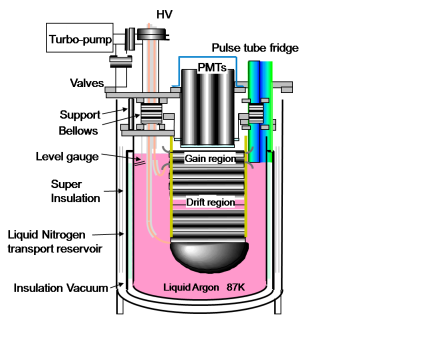 HV
Turbo-pump
Pulse tube fridge
PMTs
Valves
Support
Bellows
Gain region
Level gauge
Super
Insulation
Drift region
Liquid Nitrogen
transport reservoir
Insulation Vacuum
Liquid Argon 87K